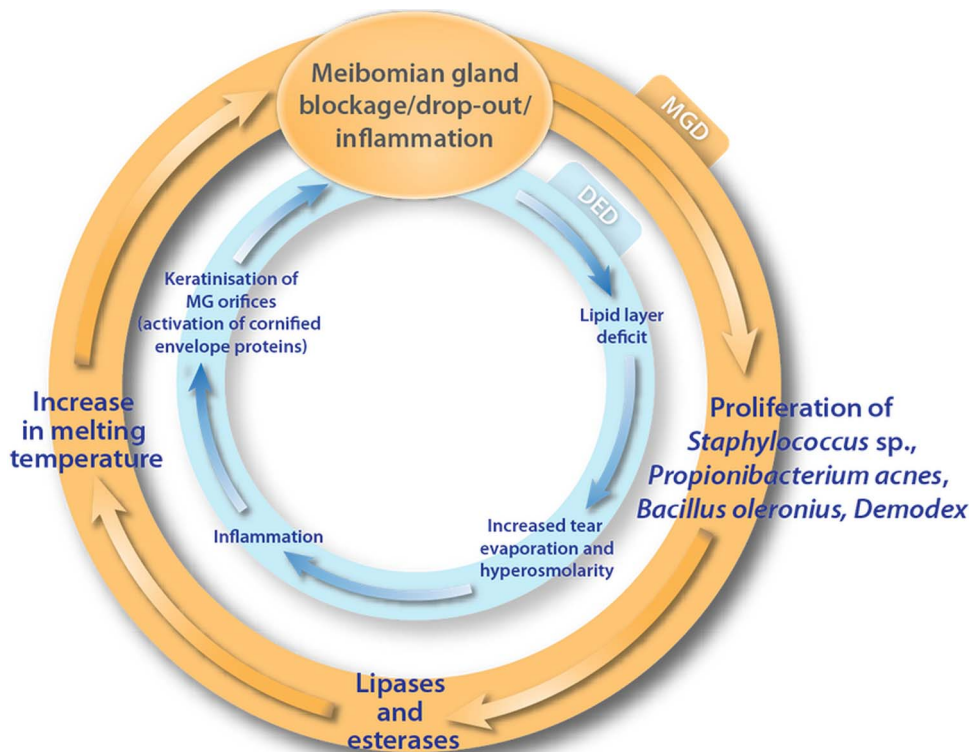 Meibomian gland
blockage/drop-out/
inflammation
MGD
DED
Keratinisation of
MG orifices
(activation of cornified
envelope proteins)
Lipid layer
deficit
Increase
in melting
temperature
Proliferation of
Staphylococcus sp.,
Propionibacterium acnes,
Bacillus oleronius, Demodex
Inflammation
Increased tear
evaporation and
hyperosmolarity
Lipases
and
esterases